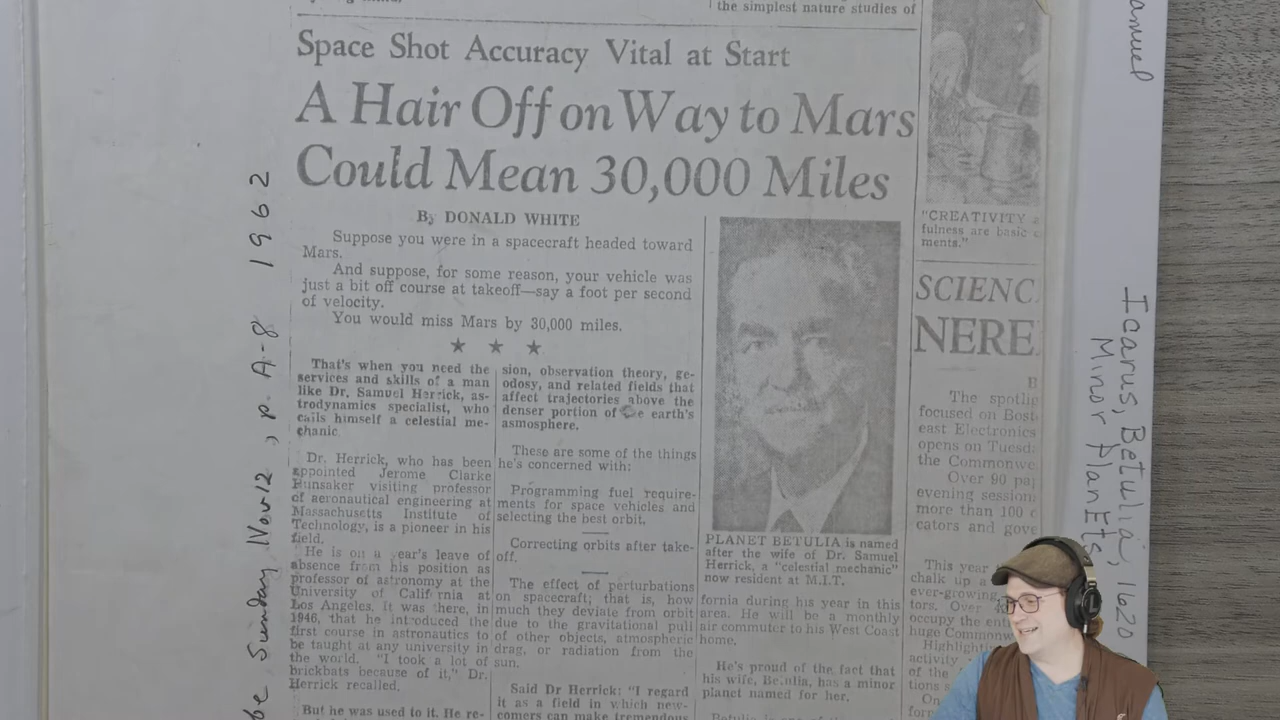 the simplest nature studies of
Space Shot Accuracy Vital at Start
A Hair Off on Way to Mars
Could Mean 30,000 Miles
By DONALD WHITE
Suppose you were in a spacecraft headed toward
Mars.
And suppose, for some reason, your vehicle was
just a bit off course at takeoff—say a foot per second
of velocity.
You would miss Mars by 30,000 miles.
★ ★ ★
That's when you need the
services and skills of a man
like Dr. Samuel Herrick, as-
trodynamics specialist, who
calls himself a celestial me-
chanic
Dr. Herrick, who has been
appointed Jerome Clarke
Hunsaker visiting professor
of aeronautical engineering at
Massachusetts Institute of
Technology, is a pioneer in his
field.
He is on a year's leave of
absence from his position as
professor of astronomy at the
University of California at
Los Angeles. It was there, in
1946, that he introduced the
first course in astronautics to
be taught at any university in
the world. "I took a lot of
brickbats because of it," Dr.
Herrick recalled.
But he was used to it. He re-
sion, observation theory, ge-
odosy, and related fields that
affect trajectories above the
denser portion of the earth's
asmosphere.
These are some of the things
he's concerned with:
Programming fuel require-
ments for space vehicles and
selecting the best orbit.
Correcting orbits after take-
off.
The effect of perturbations
on spacecraft; that is, how
much they deviate from orbit
due to the gravitational pull
of other objects, atmospheric
drag, or radiation from the
sun.
Said Dr Herrick: "I regard
it as a field in which new-
comers can make tremendous
PLANET BETULIA is named
after the wife of Dr. Samuel
Herrick, a "celestial mechanic"
now resident at M.I.T.
fornia during his year in this
area. He will be a monthly
air commuter to his West Coast
home.
He's proud of the fact that
his wife, Betulia, has a minor
planet named for her.
"CREATIVITY
fulness are basic
ments."
SCIENC
NERE
The spotlig
focused on Bost
east Electronics
opens on Tuesd
the Commonwe
Over 90 pa
evening session
more than 100
cators and gove
This year
chalk up a
ever-growing
tors. Over
occupy the en
huge Commonw
Highlighti
activity
of the
tions
On
Sunday Nov 12, p. A-8 1962
amuel
Icarus, Betulia, 1620
Minor PlanEts